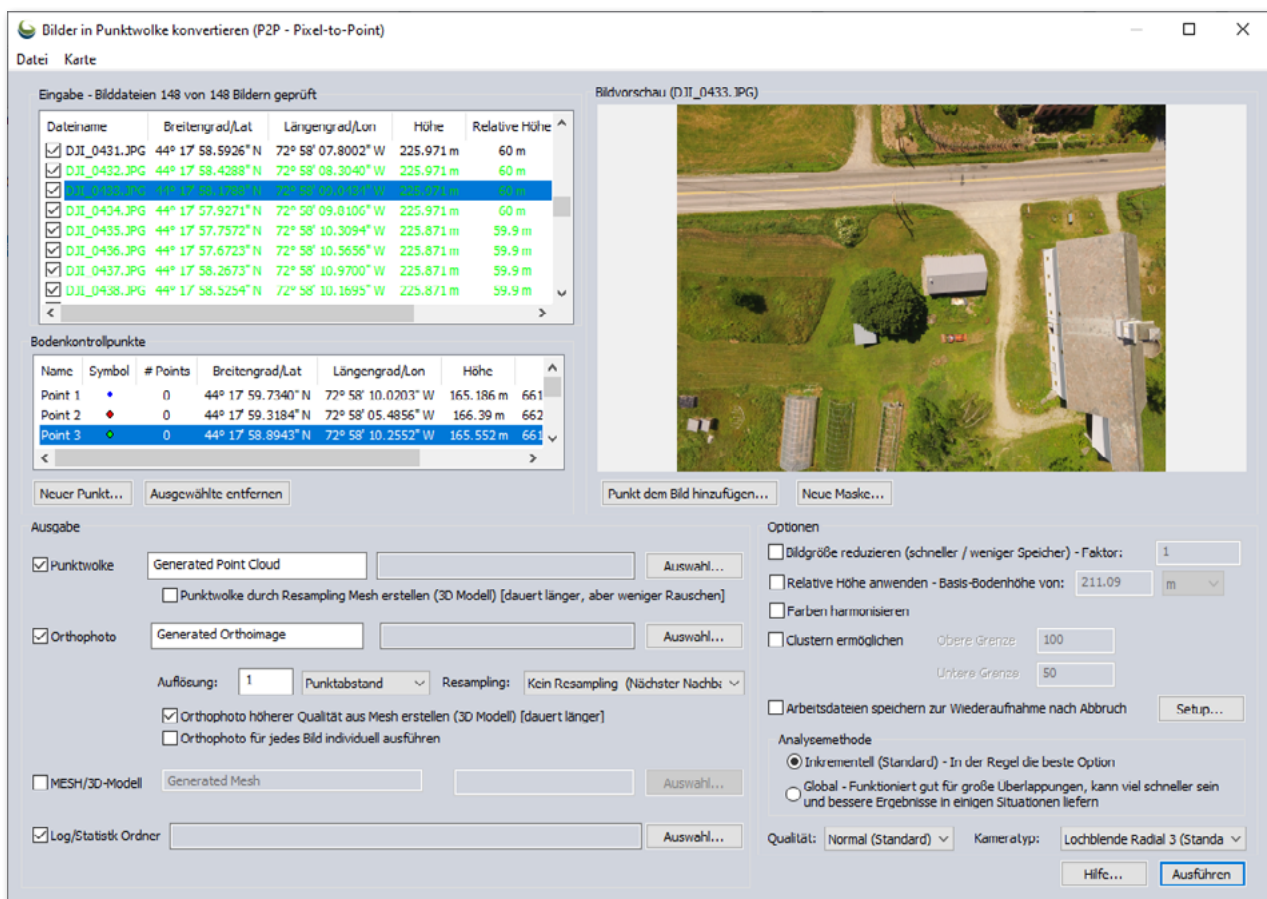 Bilder in Punktwolke konvertieren (P2P - Pixel-to-Point)
Datei Karte
Eingabe - Bilddateien 148 von 148 Bildern geprüft
Dateiname Breitengrad/Lat Längengrad/Lon Höhe Relative Höhe
DJI_0431.JPG 44° 17' 58.5926" N 72° 58' 07.8002" W 225.971 m 60 m
DJI_0432.JPG 44° 17' 58.4288" N 72° 58' 08.3040" W 225.971 m 60 m
DJI_0433.JPG 44° 17' 58.1788" N 72° 58' 09.0434" W 225.971 m 60 m
DJI_0434.JPG 44° 17' 57.9271" N 72° 58' 09.8106" W 225.971 m 60 m
DJI_0435.JPG 44° 17' 57.7572" N 72° 58' 10.3094" W 225.871 m 59.9 m
DJI_0436.JPG 44° 17' 57.6723" N 72° 58' 10.5656" W 225.871 m 59.9 m
DJI_0437.JPG 44° 17' 58.2673" N 72° 58' 10.9700" W 225.871 m 59.9 m
DJI_0438.JPG 44° 17' 58.5254" N 72° 58' 10.1695" W 225.871 m 59.9 m
Bildvorschau (DJI_0433.JPG)
Bodenkontrollpunkte
Name Symbol # Points Breitengrad/Lat Längengrad/Lon Höhe
Point 1 0 44° 17' 59.7340" N 72° 58' 10.0203" W 165.186 m 661
Point 2 0 44° 17' 59.3184" N 72° 58' 05.4856" W 166.39 m 662
Point 3 0 44° 17' 58.8943" N 72° 58' 10.2552" W 165.552 m 661
Neuer Punkt... Ausgewählte entfernen
Punkt dem Bild hinzufügen... Neue Maske...
Ausgabe
Punktwolke Generated Point Cloud Auswahl...
Punktwolke durch Resampling Mesh erstellen (3D Modell) [dauert länger, aber weniger Rauschen]
Orthophoto Generated Orthoimage Auswahl...
Auflösung: 1 Punktabstand Resampling: Kein Resampling (Nächster Nachba
Orthophoto höherer Qualität aus Mesh erstellen (3D Modell) [dauert länger]
Orthophoto für jedes Bild individuell ausführen
MESH/3D-Modell Generated Mesh Auswahl...
Log/Statistk Ordner Auswahl...
Optionen
Bildgröße reduzieren (schneller / weniger Speicher) - Faktor: 1
Relative Höhe anwenden - Basis-Bodenhöhe von: 211.09 m
Farben harmonisieren
Clustern ermöglichen Obere Grenze 100
Untere Grenze 50
Arbeitsdateien speichern zur Wiederaufnahme nach Abbruch Setup...
Analysemethode
Inkrementell (Standard) - In der Regel die beste Option
Global - Funktioniert gut für große Überlappungen, kann viel schneller sein
und bessere Ergebnisse in einigen Situationen liefern
Qualität: Normal (Standard) Kameratyp: Lochblende Radial 3 (Standa
Hilfe... Ausführen